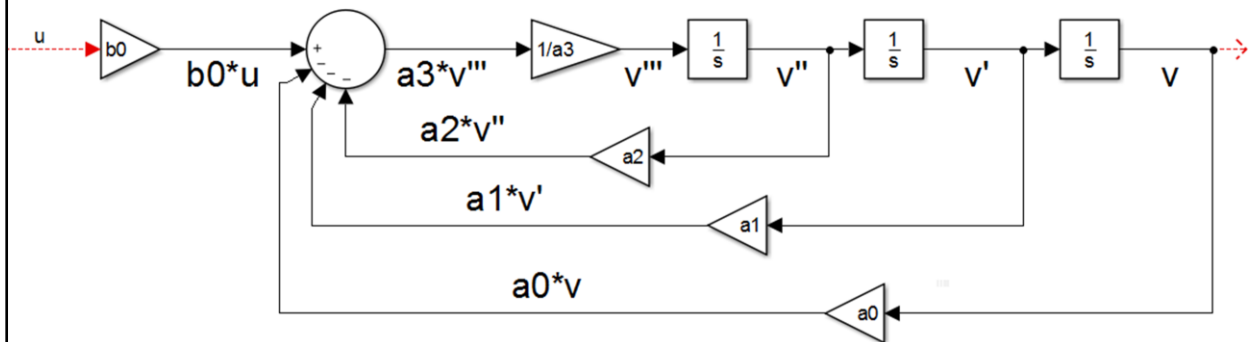 u
b0
b0*u
+
−
−
−
a3*v'''
1/a3
v'''
1
s
v''
1
s
v'
1
s
v
a2*v''
a2
a1*v'
a1
a0*v
a0